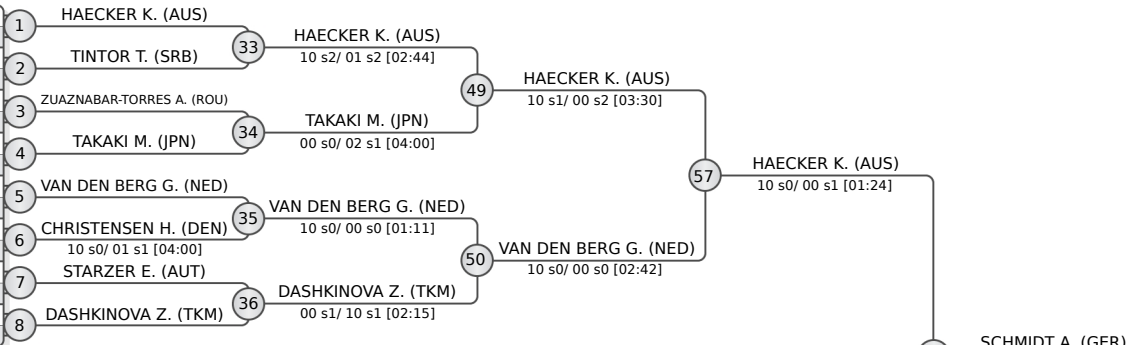 1 HAECKER K. (AUS)
2 TINTOR T. (SRB)
33 HAECKER K. (AUS)
10 s2/ 01 s2 [02:44]
3 ZUAZNABAR-TORRES A. (ROU)
4 TAKAKI M. (JPN)
34 TAKAKI M. (JPN)
00 s0/ 02 s1 [04:00]
49 HAECKER K. (AUS)
10 s1/ 00 s2 [03:30]
5 VAN DEN BERG G. (NED)
6 CHRISTENSEN H. (DEN)
10 s0/ 01 s1 [04:00]
35 VAN DEN BERG G. (NED)
10 s0/ 00 s0 [01:11]
7 STARZER E. (AUT)
8 DASHKINOVA Z. (TKM)
36 DASHKINOVA Z. (TKM)
00 s1/ 10 s1 [02:15]
50 VAN DEN BERG G. (NED)
10 s0/ 00 s0 [02:42]
57 HAECKER K. (AUS)
10 s0/ 00 s1 [01:24]
SCHMIDT A. (GER)